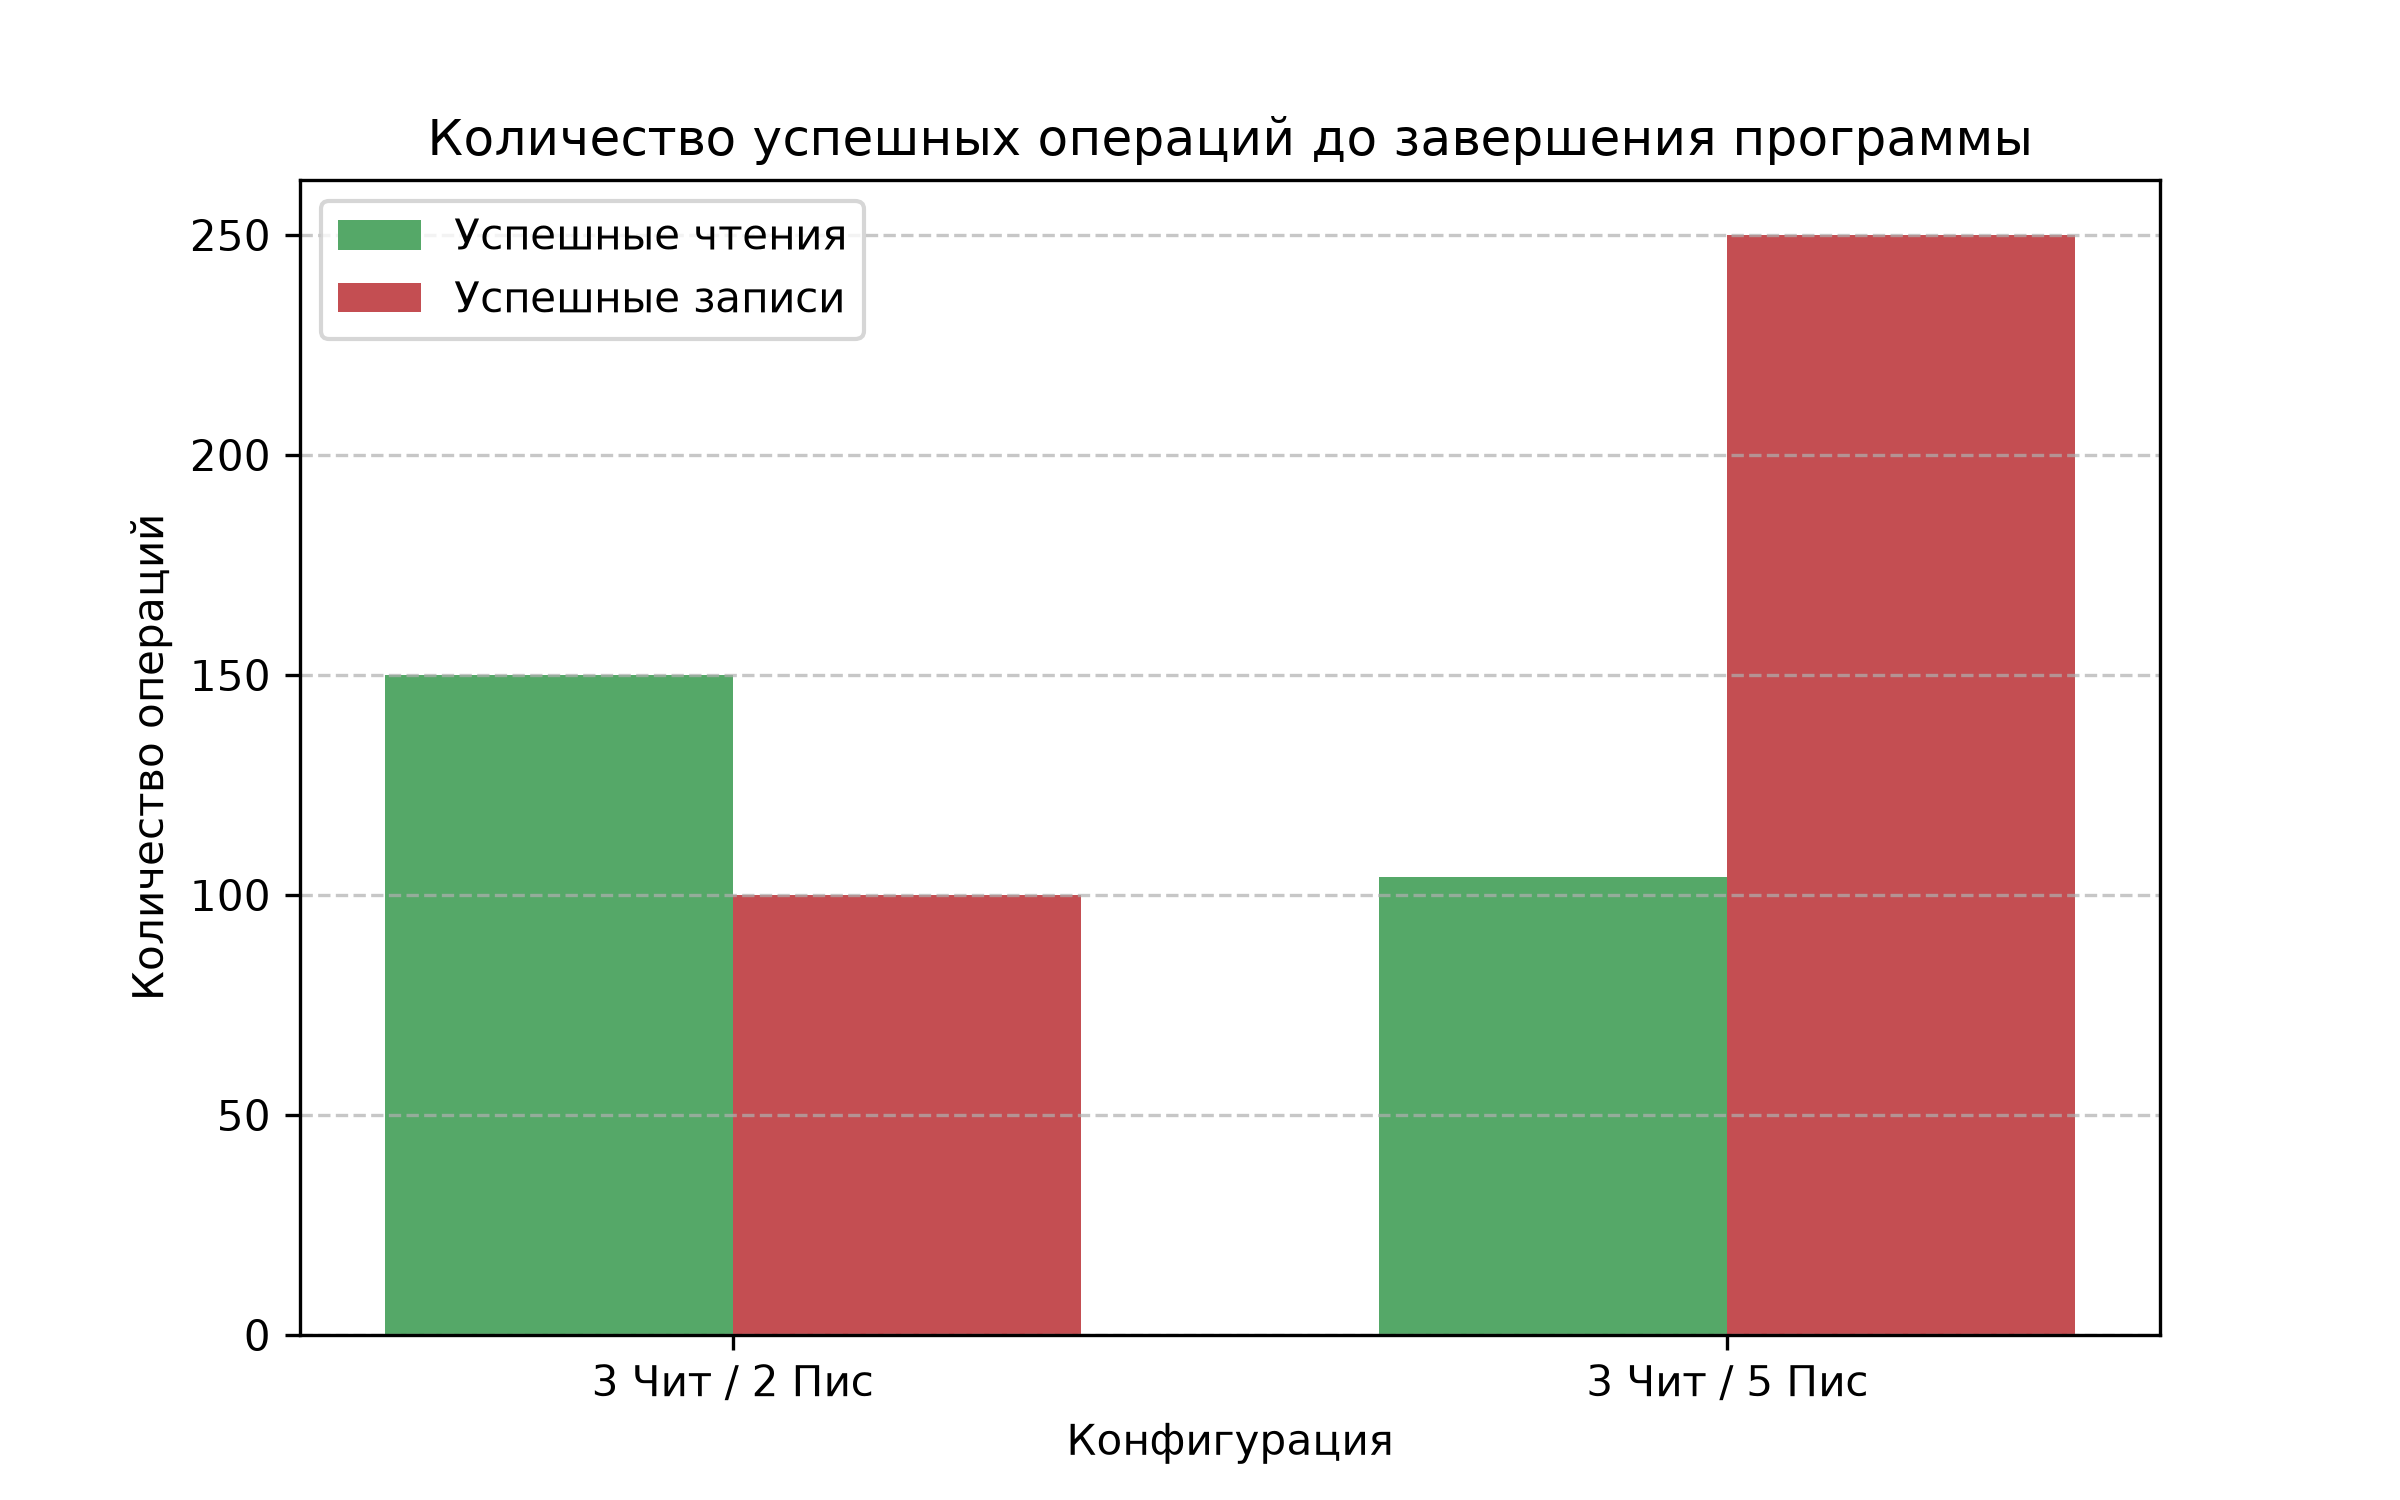 Количество успешных операций до завершения программы
Успешные чтения
Успешные записи
250
200
150
100
50
0
Количество операций
3 Чит / 2 Пис
3 Чит / 5 Пис
Конфигурация